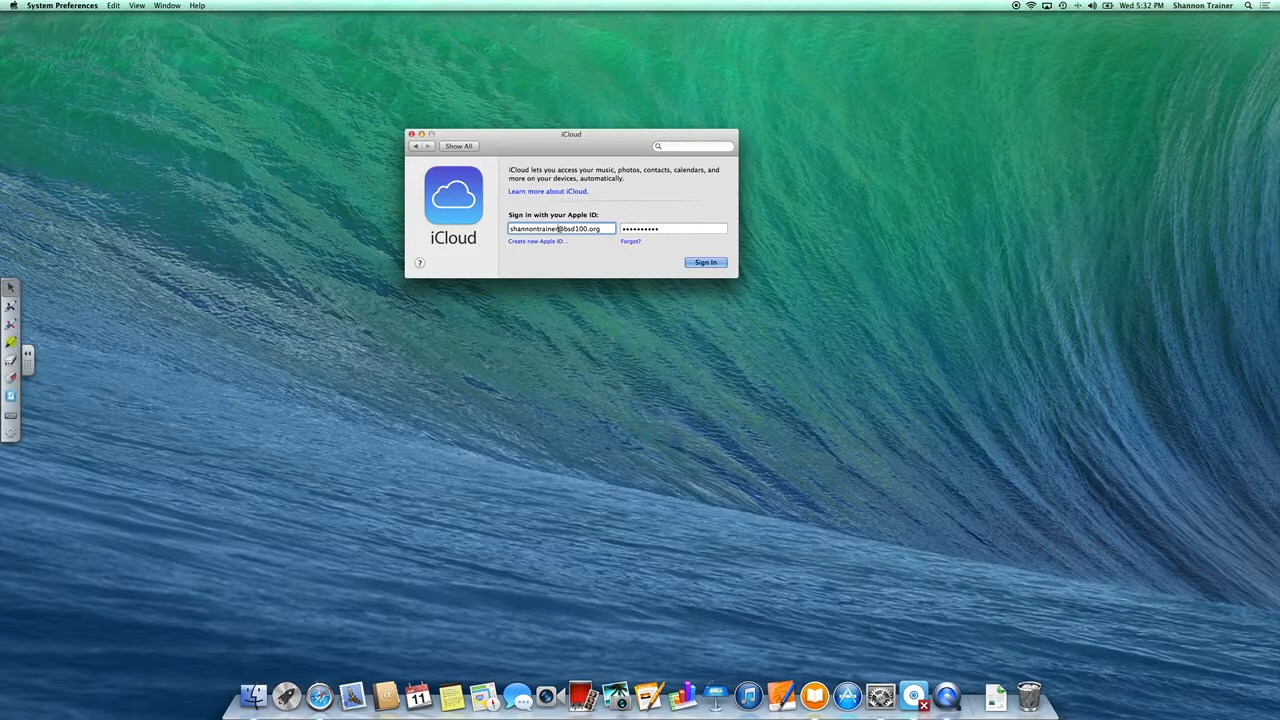 System Preferences Edit View Window Help Wed 5:32 PM Shannon Trainer
iCloud
Show All
iCloud lets you access your music, photos, contacts, calendars, and
more on your devices, automatically.
Learn more about iCloud.
Sign in with your Apple ID:
shannontrainer@bsd100.org ••••••••••
Create new Apple ID... Forgot?
iCloud
? Sign In
11